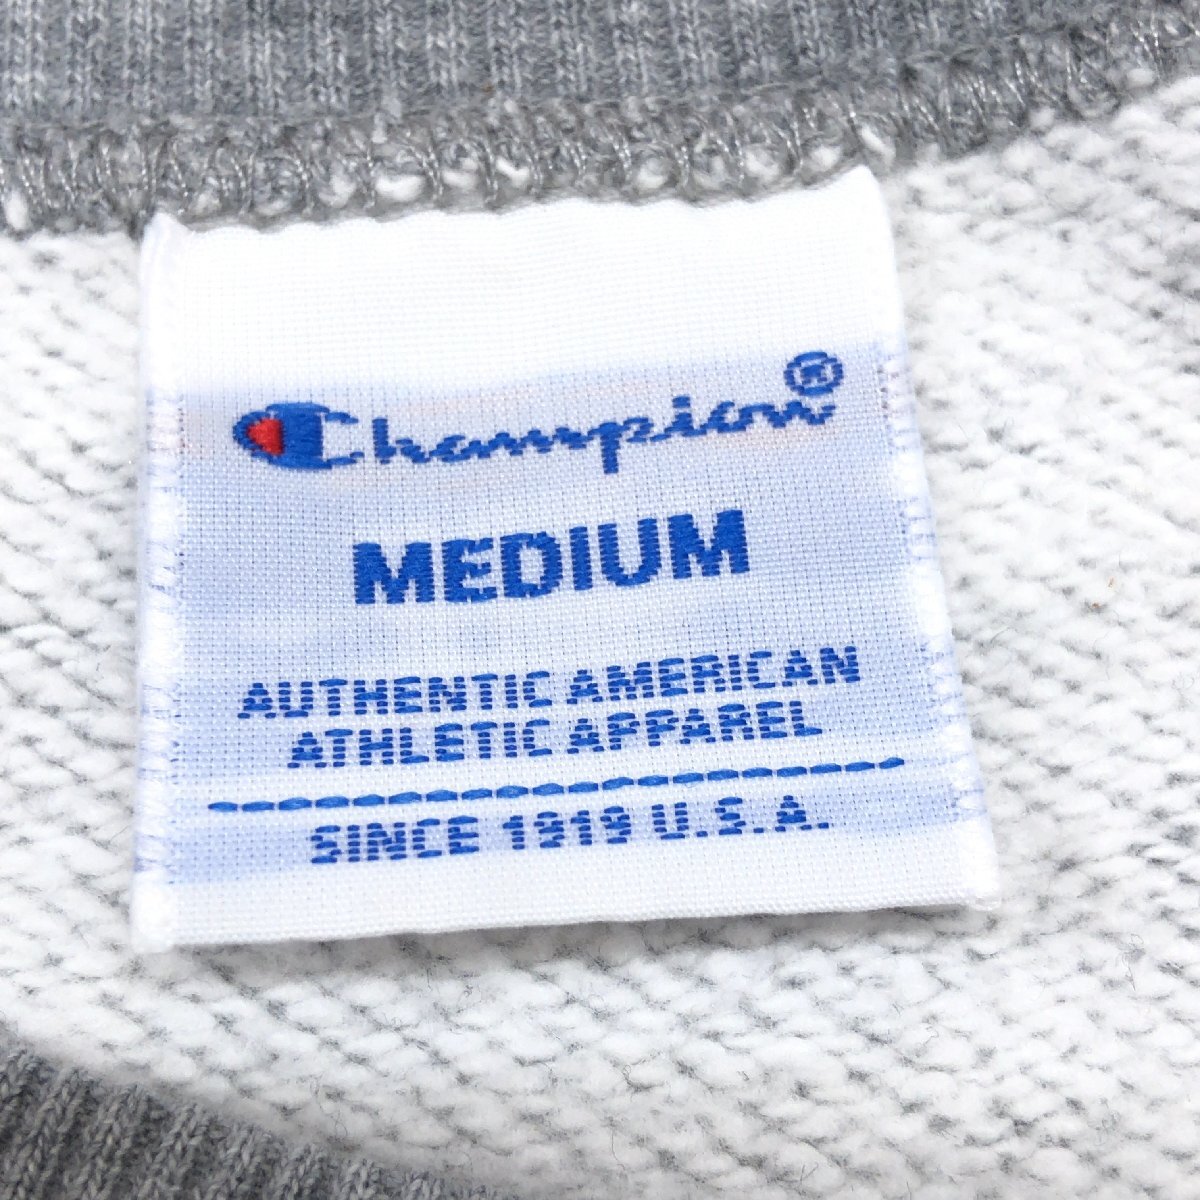 Champion®
MEDIUM
AUTHENTIC AMERICAN
ATHLETIC APPAREL
SINCE 1919 U.S.A.